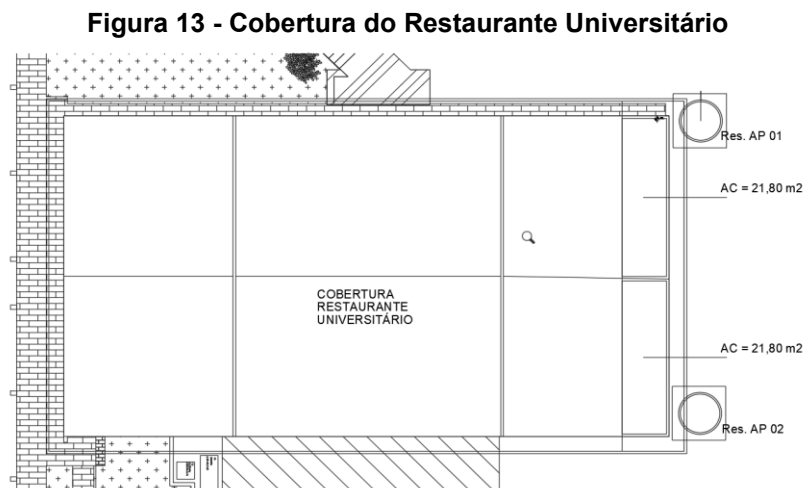 Figura 13 - Cobertura do Restaurante Universitário
Res. AP 01
AC = 21,80 m2
COBERTURA
RESTAURANTE
UNIVERSITÁRIO
AC = 21,80 m2
Res. AP 02